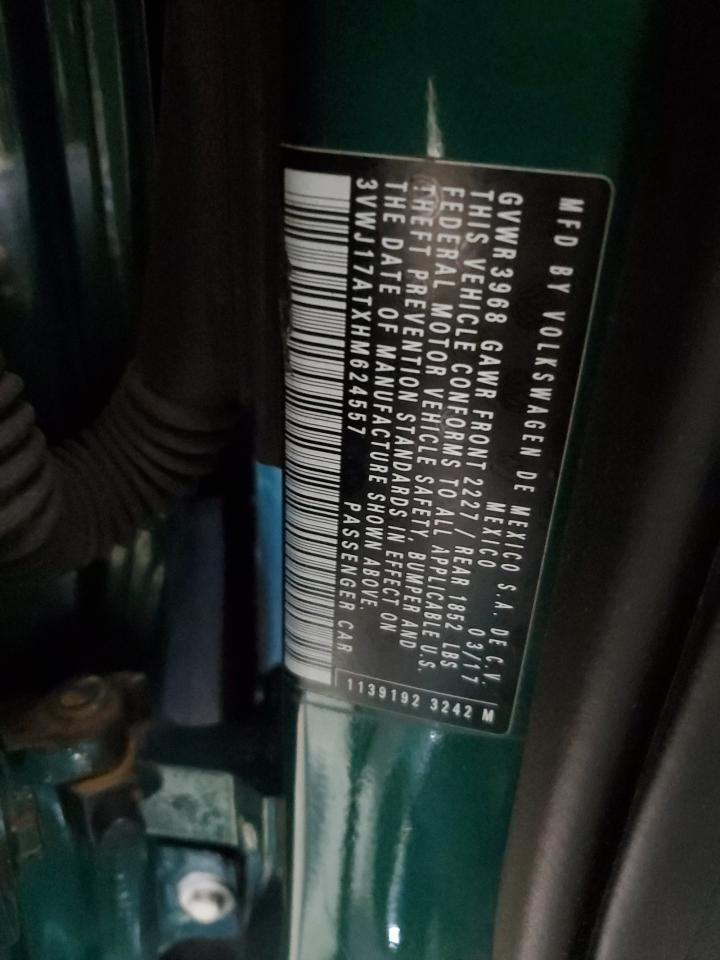 MFD BY VOLKSWAGEN DE MEXICO S.A. DE C.V.
MEXICO 03/17
GVWR 3968 GAWR FRONT 2227 / REAR 1852 LBS
THIS VEHICLE CONFORMS TO ALL APPLICABLE U.S.
FEDERAL MOTOR VEHICLE SAFETY, BUMPER AND
THEFT PREVENTION STANDARDS IN EFFECT ON
THE DATE OF MANUFACTURE SHOWN ABOVE.
3VWJ17ATXHM624557 PASSENGER CAR
1139192 3242 M